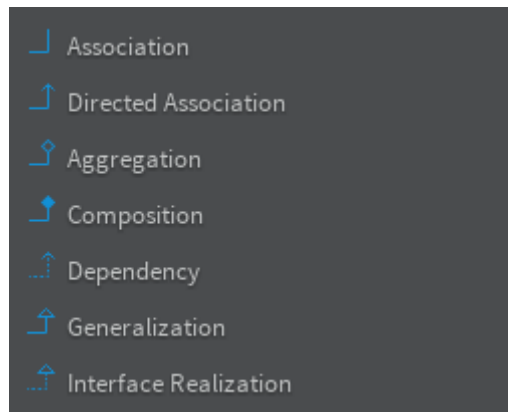 Association
Directed Association
Aggregation
Composition
Dependency
Generalization
Interface Realization